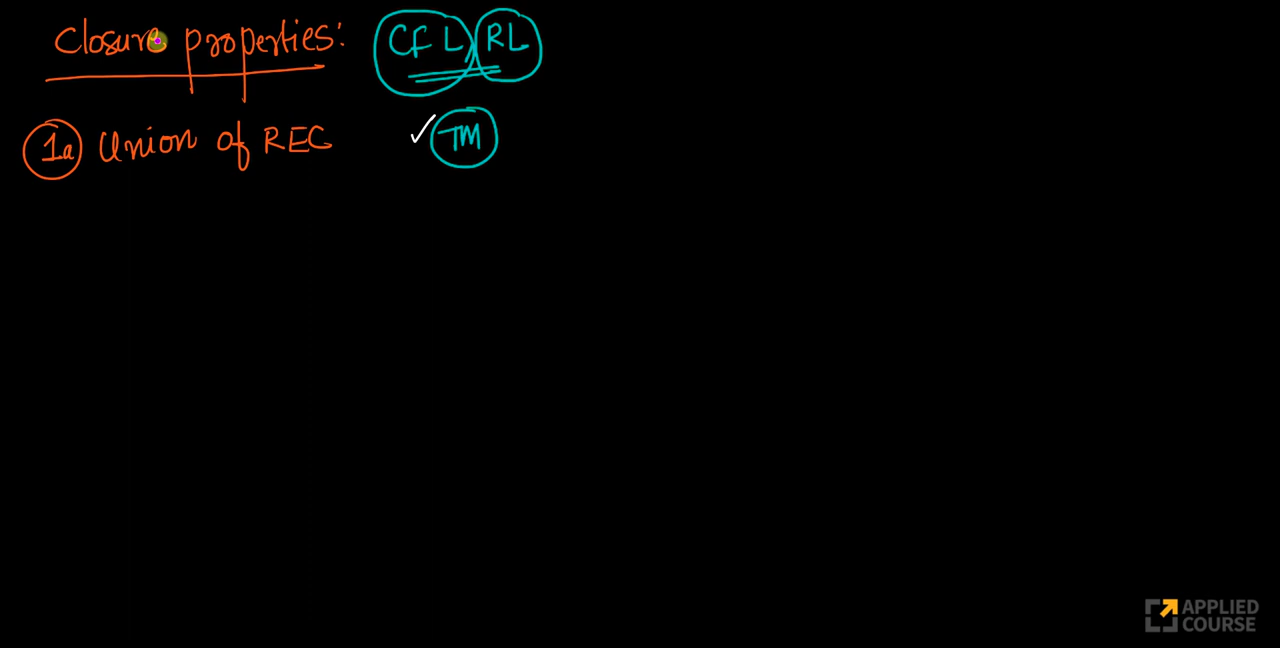 Closure properties: CFL RL
1a Union of REC ✓ TM
APPLIED
COURSE